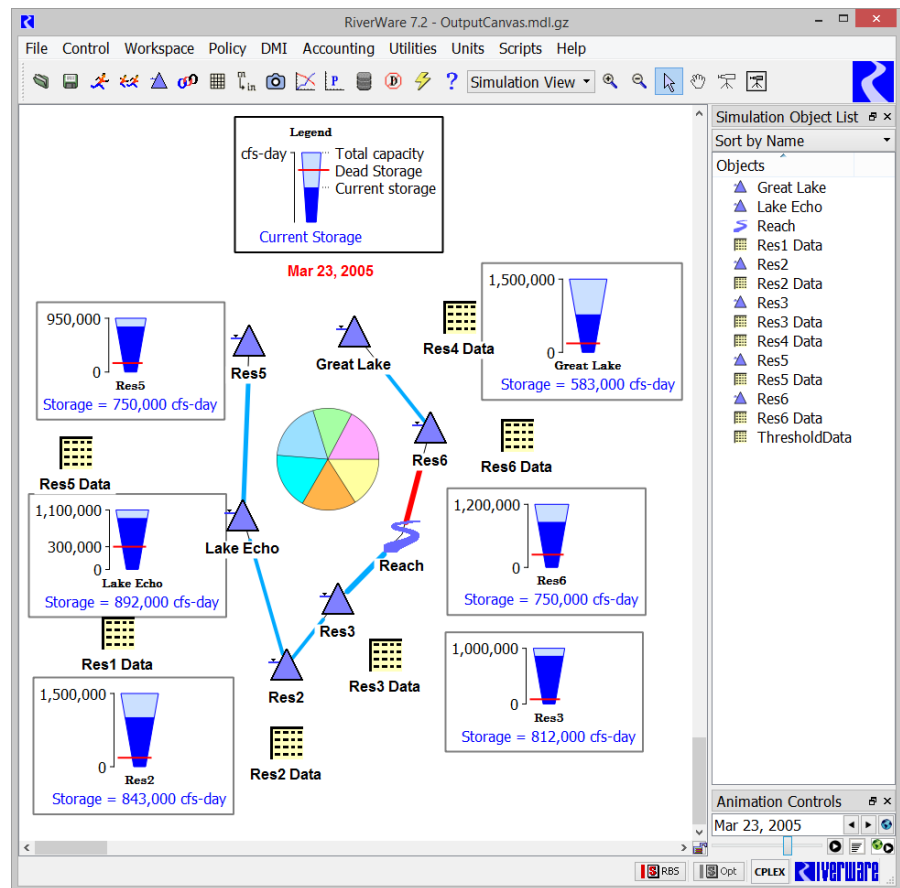 RiverWare 7.2 - OutputCanvas.mdl.gz
File Control Workspace Policy DMI Accounting Utilities Units Scripts Help
in P D ? Simulation View
Legend
cfs-day
Total capacity
Dead Storage
Current storage
Current Storage
Mar 23, 2005
950,000
0
Res5
Storage = 750,000 cfs-day
Res5
Great Lake
Res4 Data
1,500,000
0
Great Lake
Storage = 583,000 cfs-day
Res5 Data
Res6
Res6 Data
1,100,000
300,000
0
Lake Echo
Storage = 892,000 cfs-day
Lake Echo
Reach
1,200,000
0
Res6
Storage = 750,000 cfs-day
Res1 Data
Res3
Res2
Res3 Data
1,000,000
0
Res3
Storage = 812,000 cfs-day
1,500,000
0
Res2
Storage = 843,000 cfs-day
Res2 Data
Simulation Object List
Sort by Name
Objects
Great Lake
Lake Echo
Reach
Res1 Data
Res2
Res2 Data
Res3
Res3 Data
Res4 Data
Res5
Res5 Data
Res6
Res6 Data
ThresholdData
Animation Controls
Mar 23, 2005
S RBS
S Opt
CPLEX
RiverWare